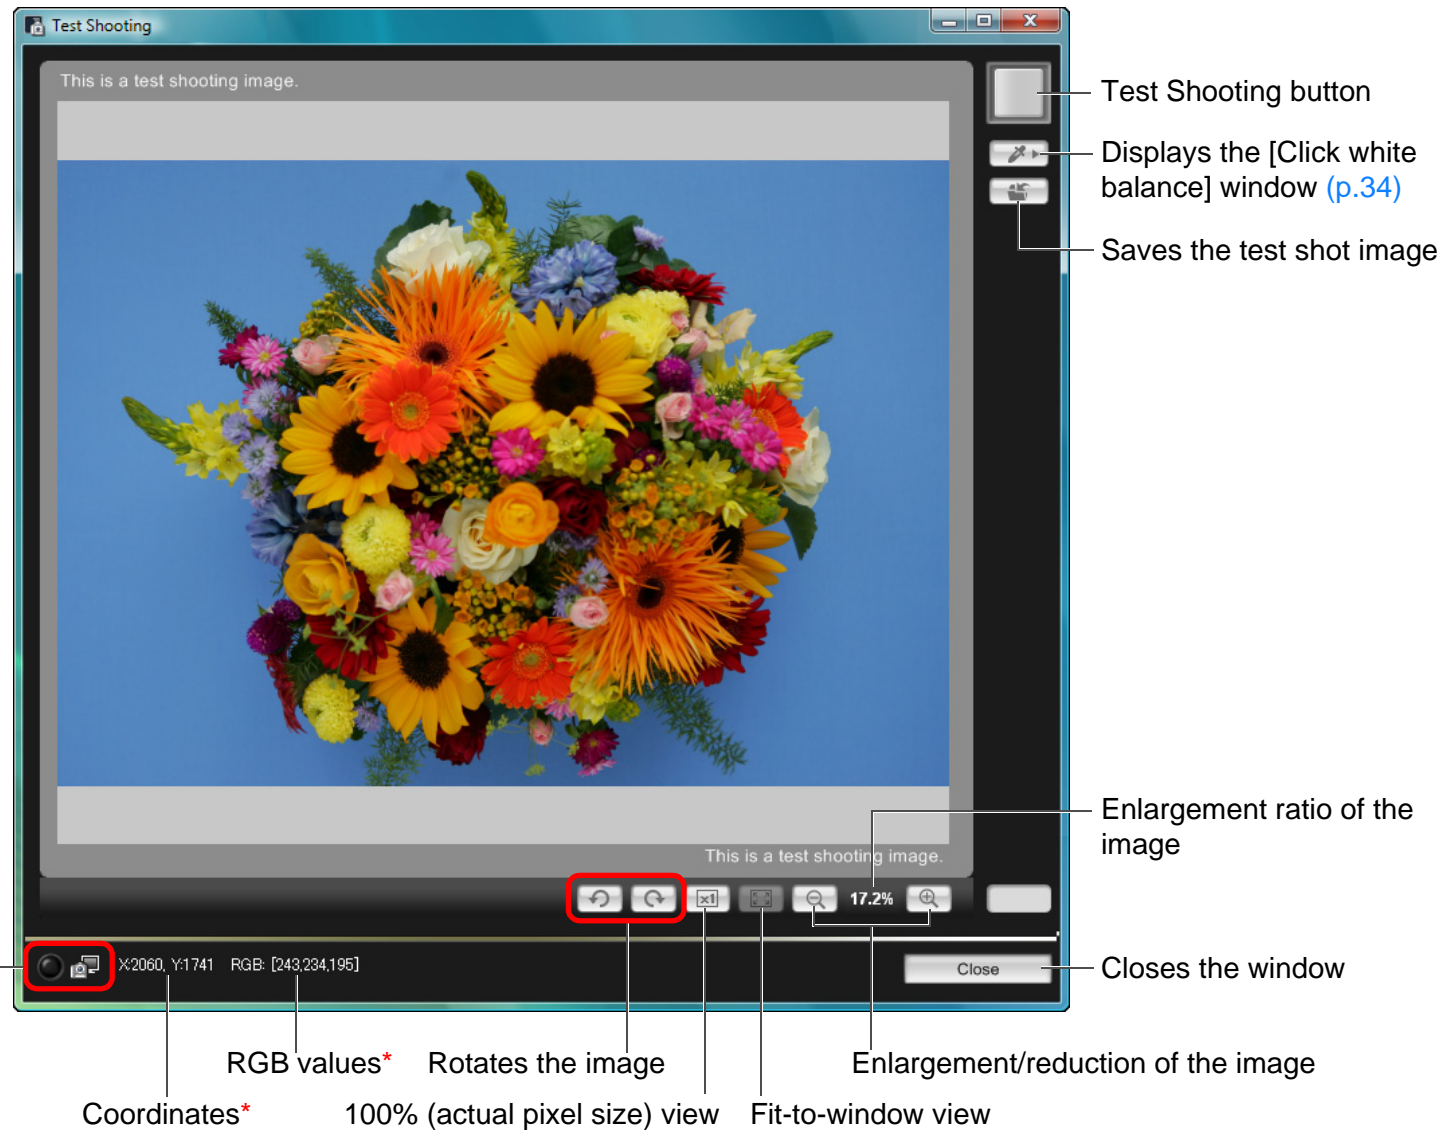 Test Shooting
This is a test shooting image.
Test Shooting button
Displays the [Click white
balance] window (p.34)
Saves the test shot image
Enlargement ratio of the
image
This is a test shooting image.
x1
17.2%
X:2060, Y:1741 RGB: [243,234,195]
Close
Closes the window
RGB values* Rotates the image Enlargement/reduction of the image
Coordinates* 100% (actual pixel size) view Fit-to-window view